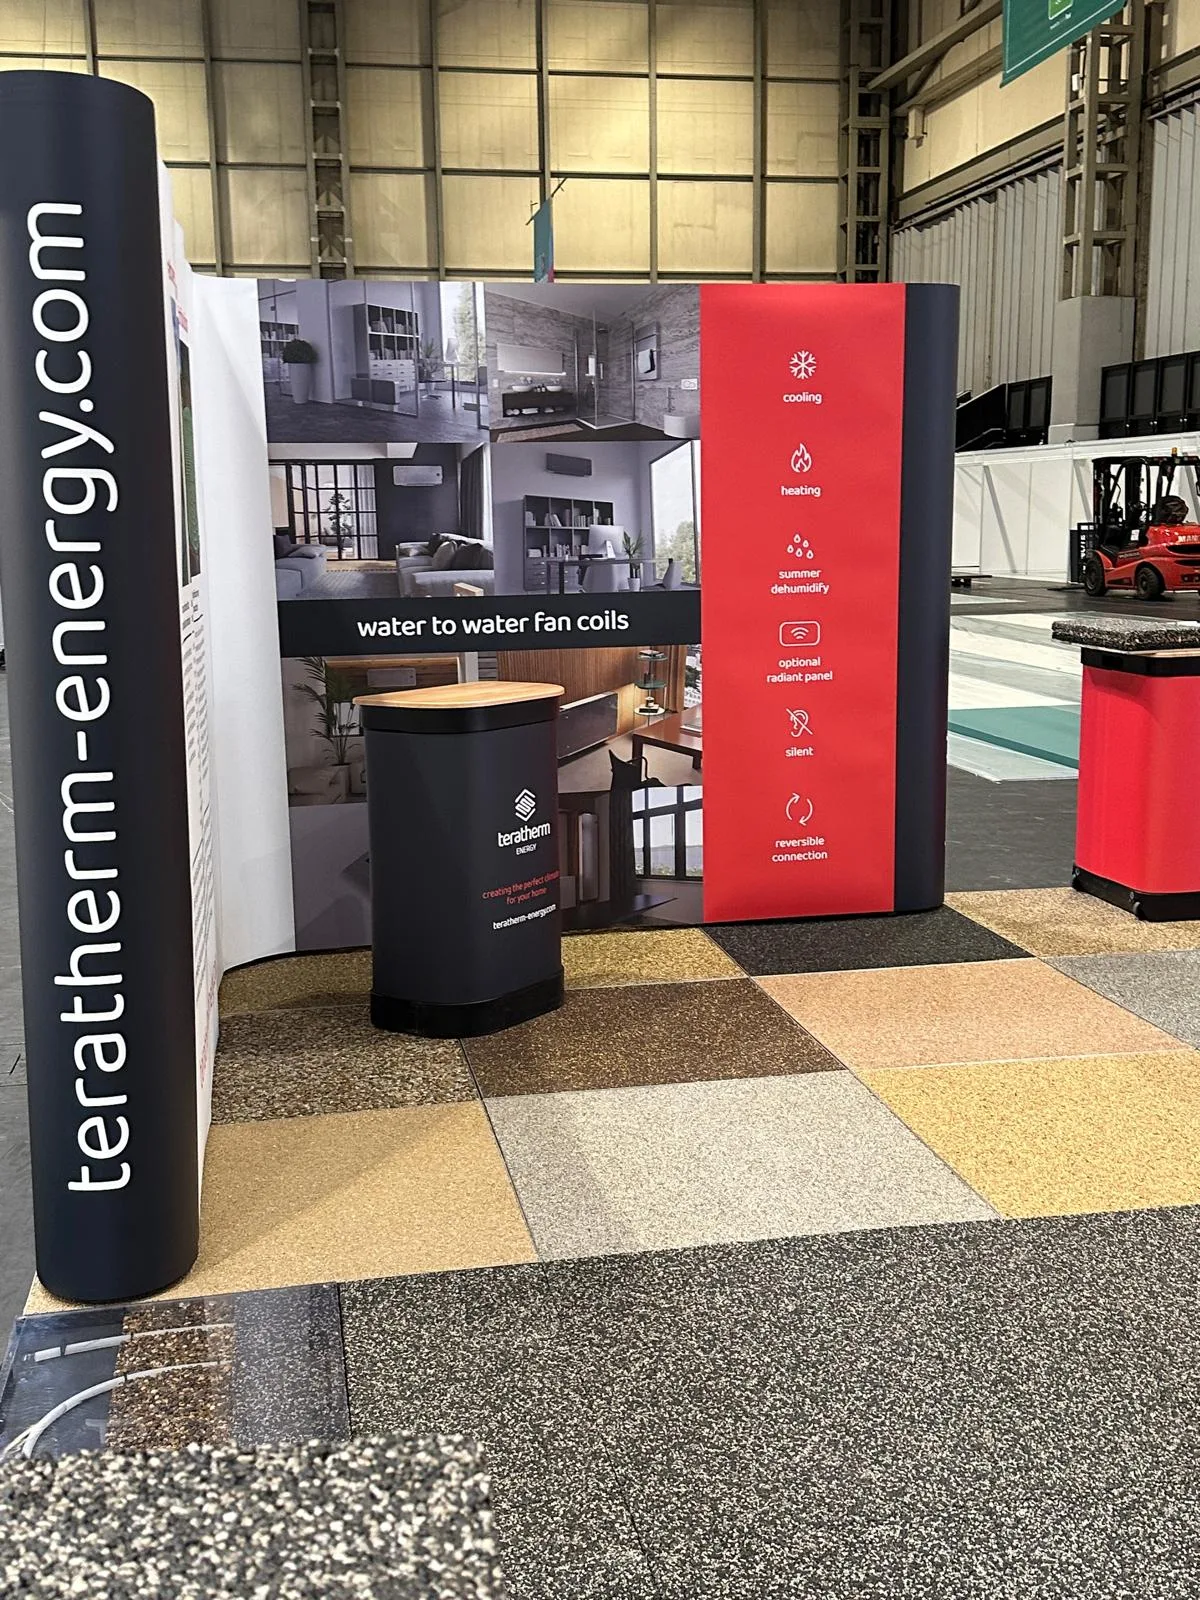 teratherm-energy.com
water to water fan coils
cooling
heating
summer
dehumidify
optional
radiant panel
silent
reversible
connection
teratherm
ENERGY
creating the perfect climate
for your home
teratherm-energy.com